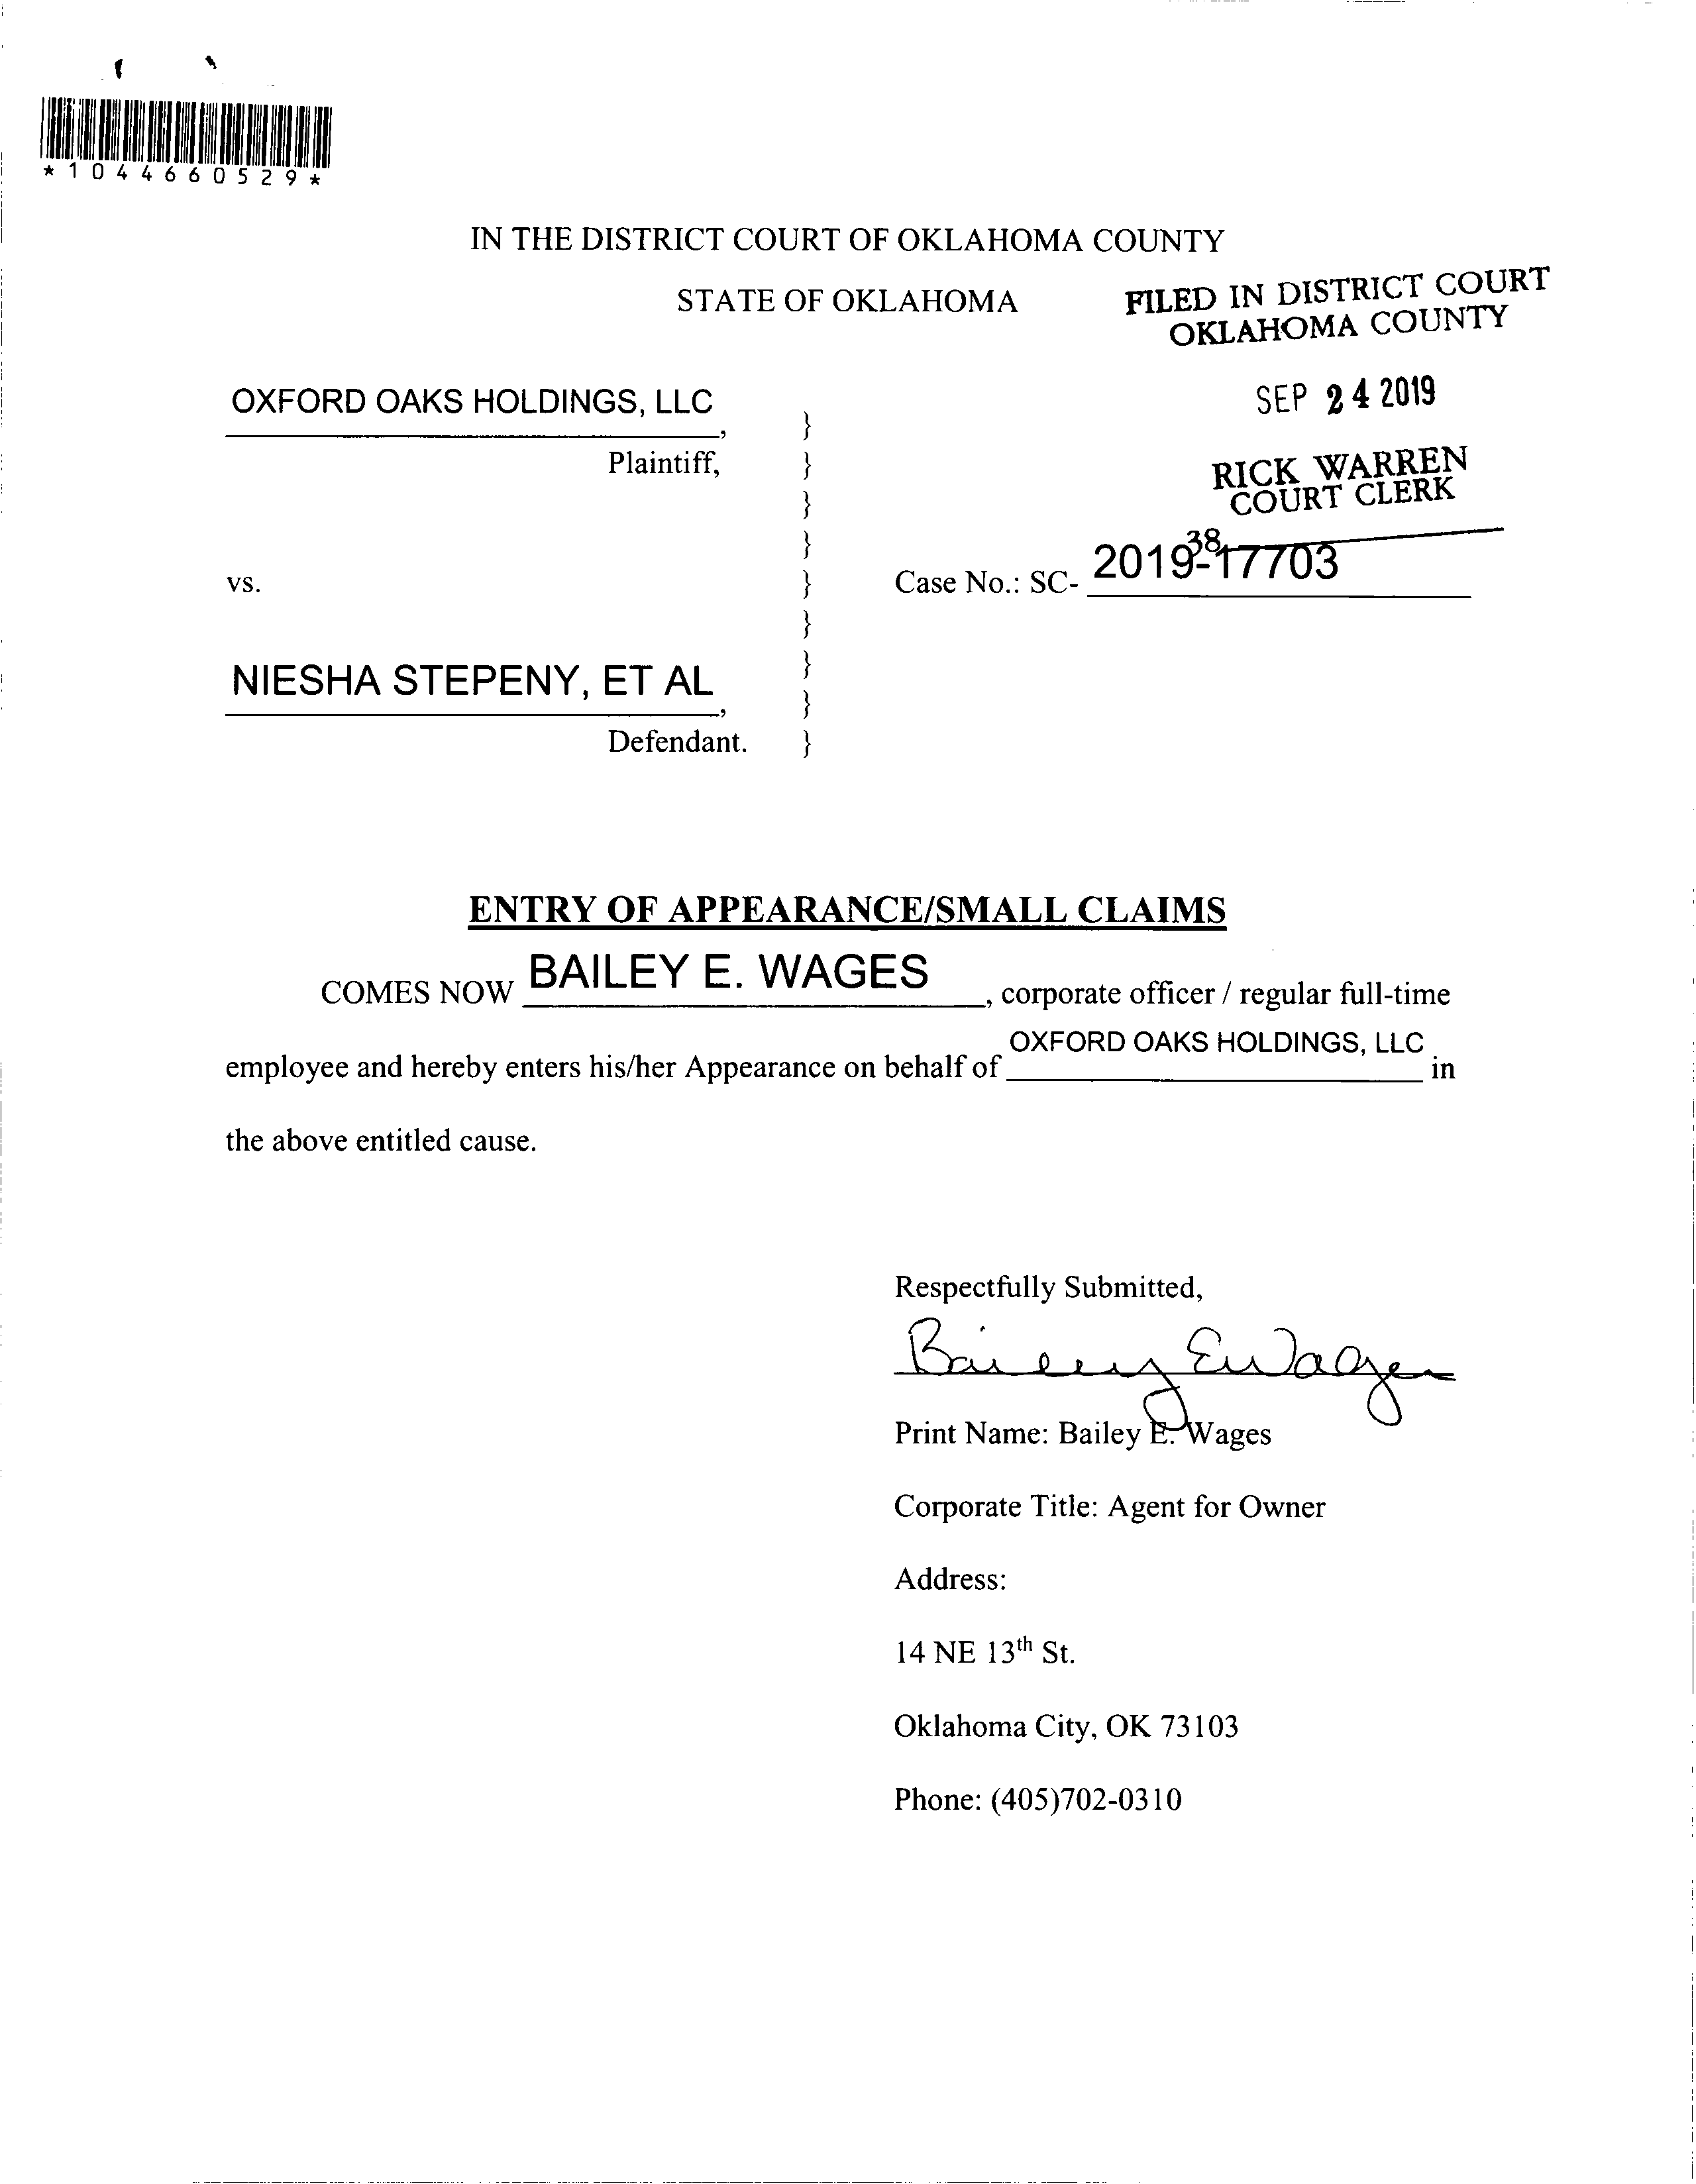 *1044660529*
IN THE DISTRICT COURT OF OKLAHOMA COUNTY
STATE OF OKLAHOMA
FILED IN DISTRICT COURT
OKLAHOMA COUNTY
SEP 24 2019
RICK WARREN
COURT CLERK
38
OXFORD OAKS HOLDINGS, LLC,
Plaintiff,
vs.
Case No.: SC- 2019-17703
NIESHA STEPENY, ET AL,
Defendant.
}
}
}
}
}
}
}
}
}
ENTRY OF APPEARANCE/SMALL CLAIMS
COMES NOW BAILEY E. WAGES, corporate officer / regular full-time
employee and hereby enters his/her Appearance on behalf of OXFORD OAKS HOLDINGS, LLC in
the above entitled cause.
Respectfully Submitted,
Bailey E Wages
Print Name: Bailey E. Wages
Corporate Title: Agent for Owner
Address:
14 NE 13th St.
Oklahoma City, OK 73103
Phone: (405)702-0310